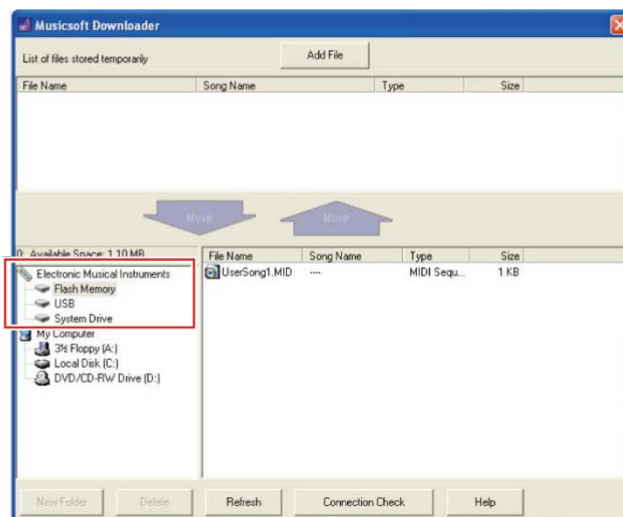 Musicsoft Downloader
List of files stored temporarily
Add File
File Name Song Name Type Size
Move Move
0: Available Space: 1.10 MB
File Name Song Name Type Size
UserSong1.MID ---- MIDI Sequ... 1 KB
Electronic Musical Instruments
Flash Memory
USB
System Drive
My Computer
3½ Floppy (A:)
Local Disk (C:)
DVD/CD-RW Drive (D:)
New Folder Delete Refresh Connection Check Help